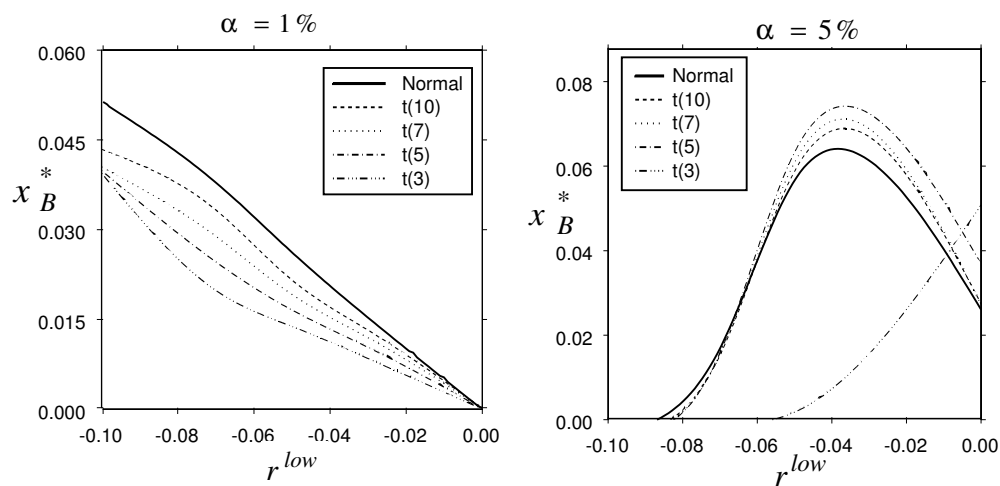 α = 1%
0.060
0.045
0.030
0.015
0.000
x*B
Normal
t(10)
t(7)
t(5)
t(3)
-0.10 -0.08 -0.06 -0.04 -0.02 0.00
r low
α = 5%
0.08
0.06
0.04
0.02
0.00
x*B
Normal
t(10)
t(7)
t(5)
t(3)
-0.10 -0.08 -0.06 -0.04 -0.02 0.00
r low